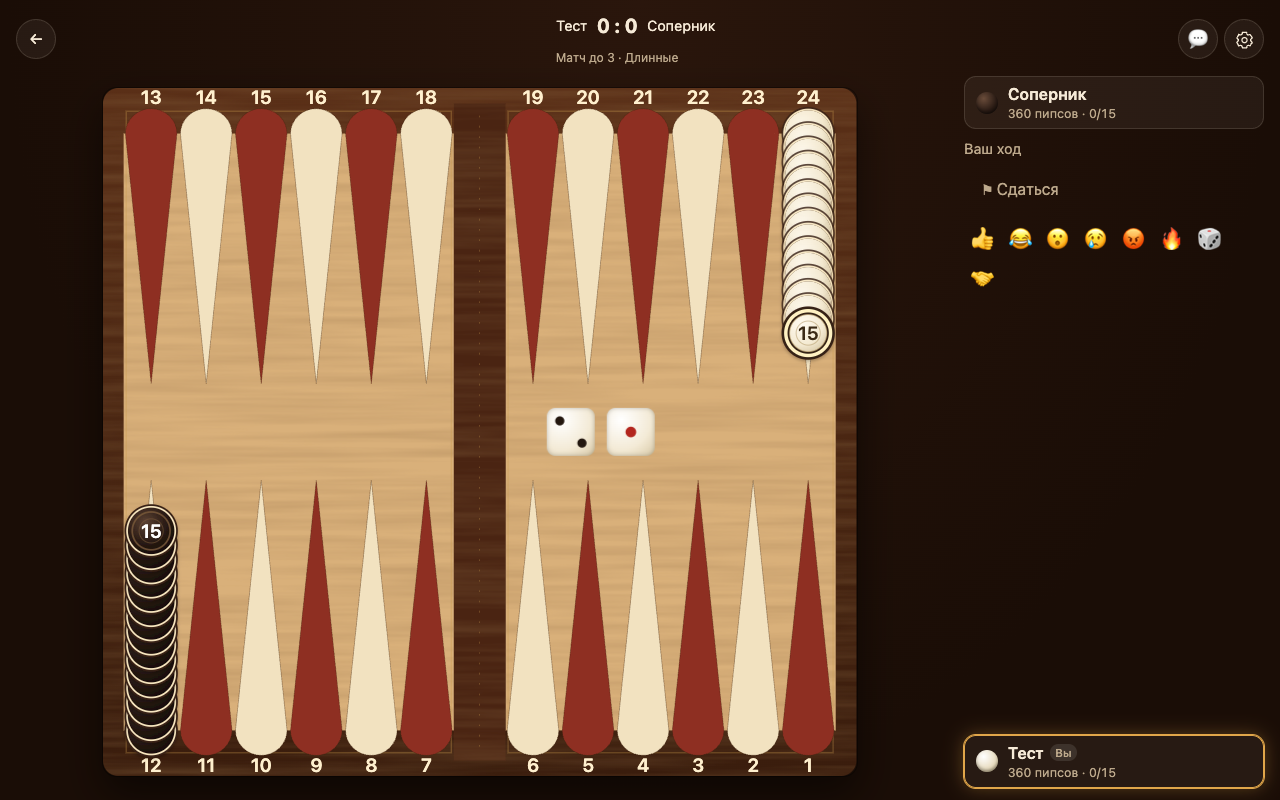 Тест 0:0 Соперник
Матч до 3 · Длинные
13 14 15 16 17 18 19 20 21 22 23 24
15
15
12 11 10 9 8 7 6 5 4 3 2 1
Соперник
360 пипсов · 0/15
Ваш ход
⚑ Сдаться
Тест Вы
360 пипсов · 0/15